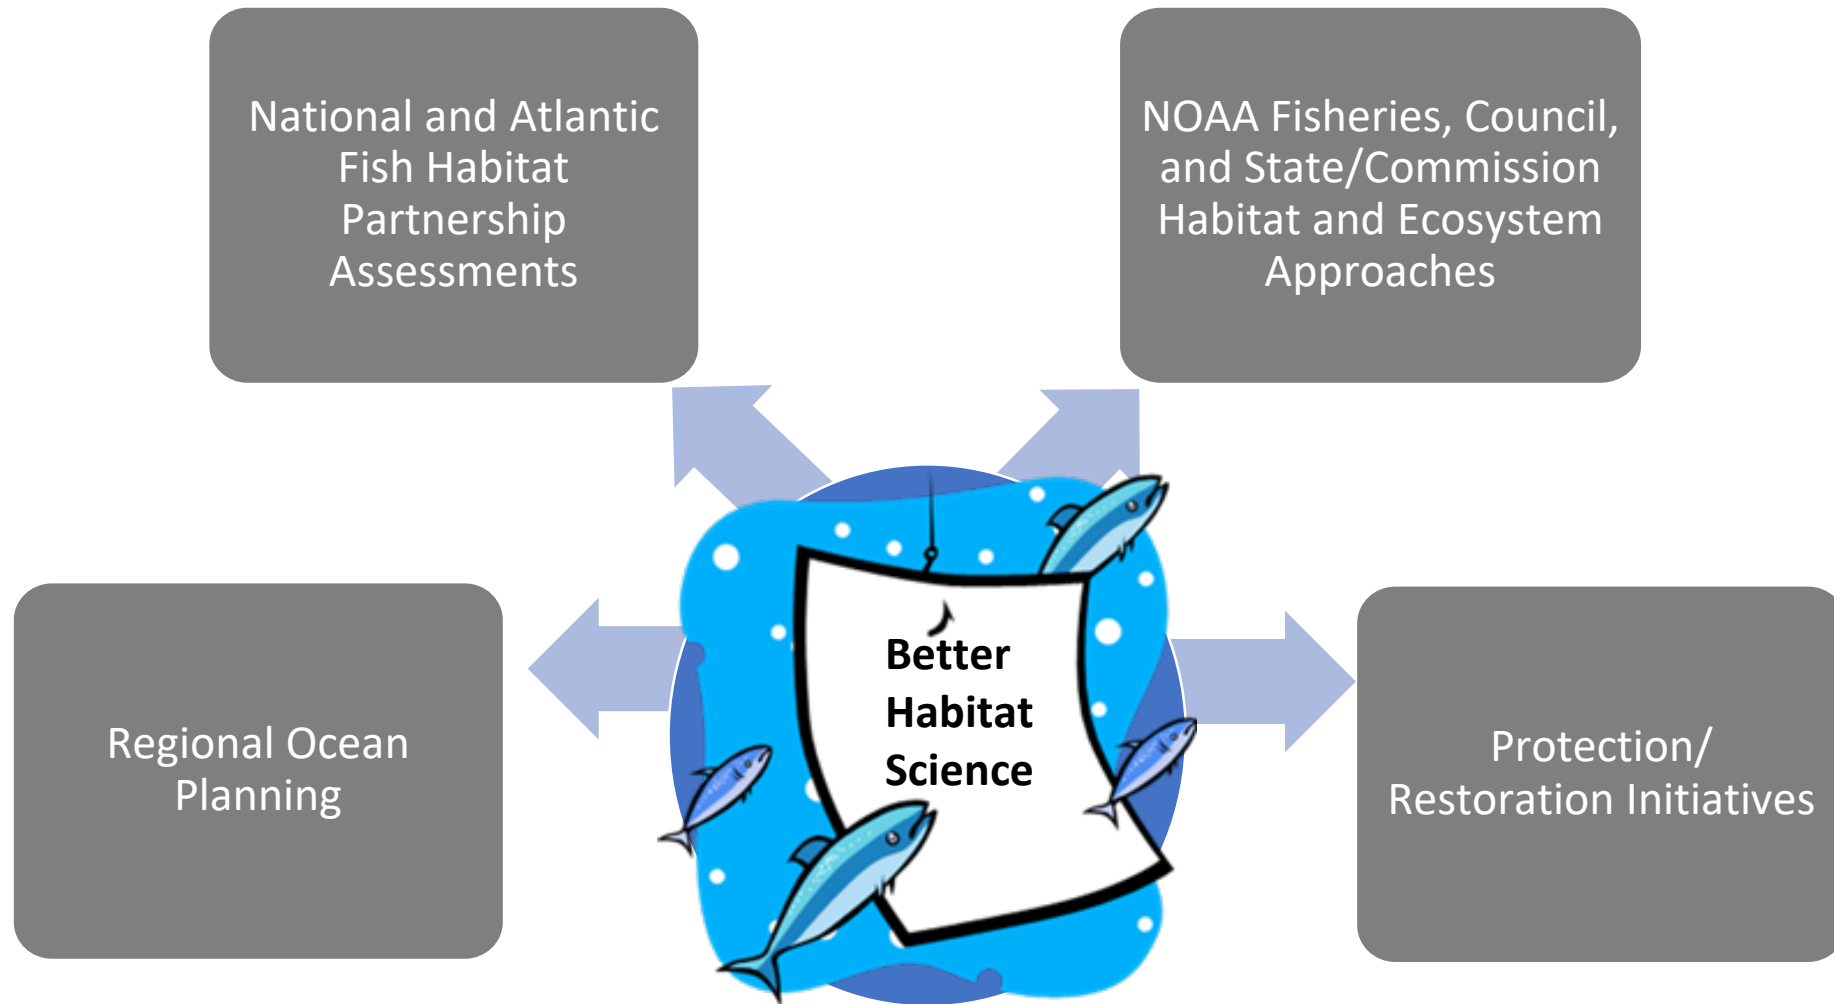 National and Atlantic
Fish Habitat
Partnership
Assessments
NOAA Fisheries, Council,
and State/Commission
Habitat and Ecosystem
Approaches
Better
Habitat
Science
Regional Ocean
Planning
Protection/
Restoration Initiatives